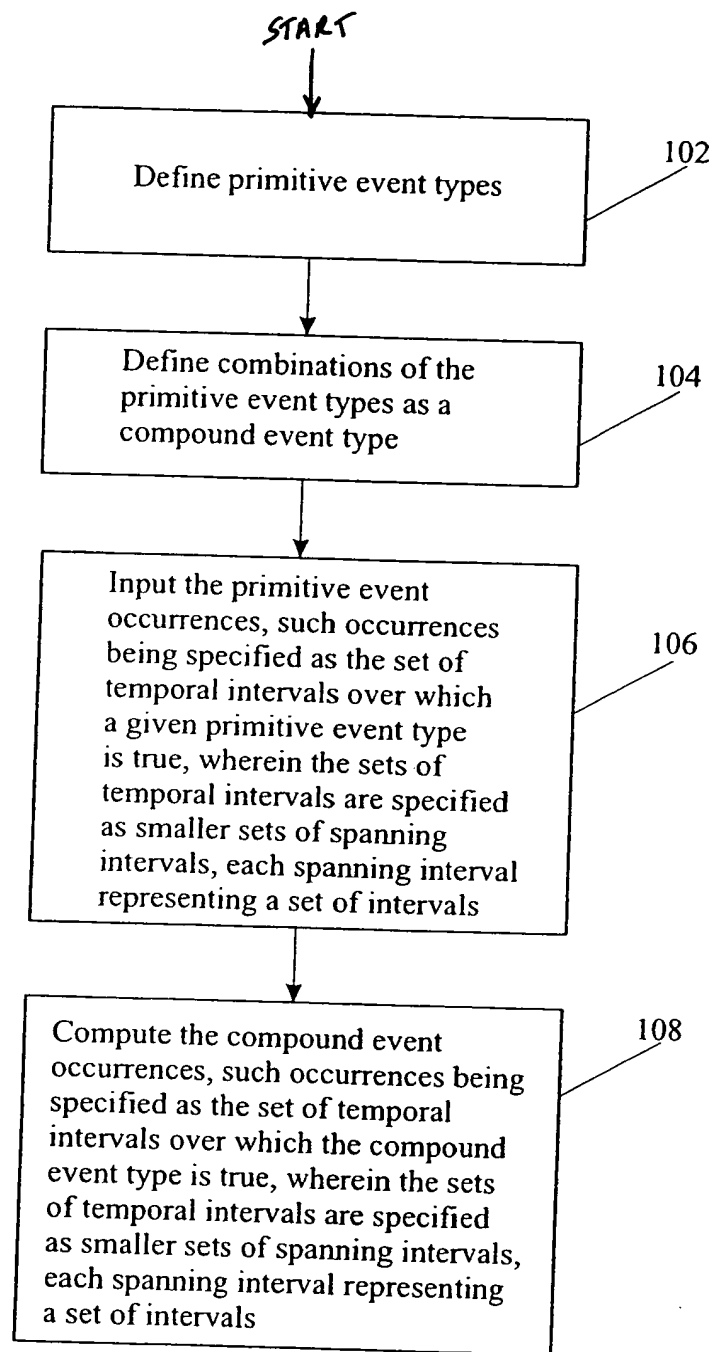 START
Define primitive event types
102
Define combinations of the
primitive event types as a
compound event type
104
Input the primitive event
occurrences, such occurrences
being specified as the set of
temporal intervals over which
a given primitive event type
is true, wherein the sets of
temporal intervals are specified
as smaller sets of spanning
intervals, each spanning interval
representing a set of intervals
106
Compute the compound event
occurrences, such occurrences being
specified as the set of temporal
intervals over which the compound
event type is true, wherein the sets
of temporal intervals are specified
as smaller sets of spanning intervals,
each spanning interval representing
a set of intervals
108